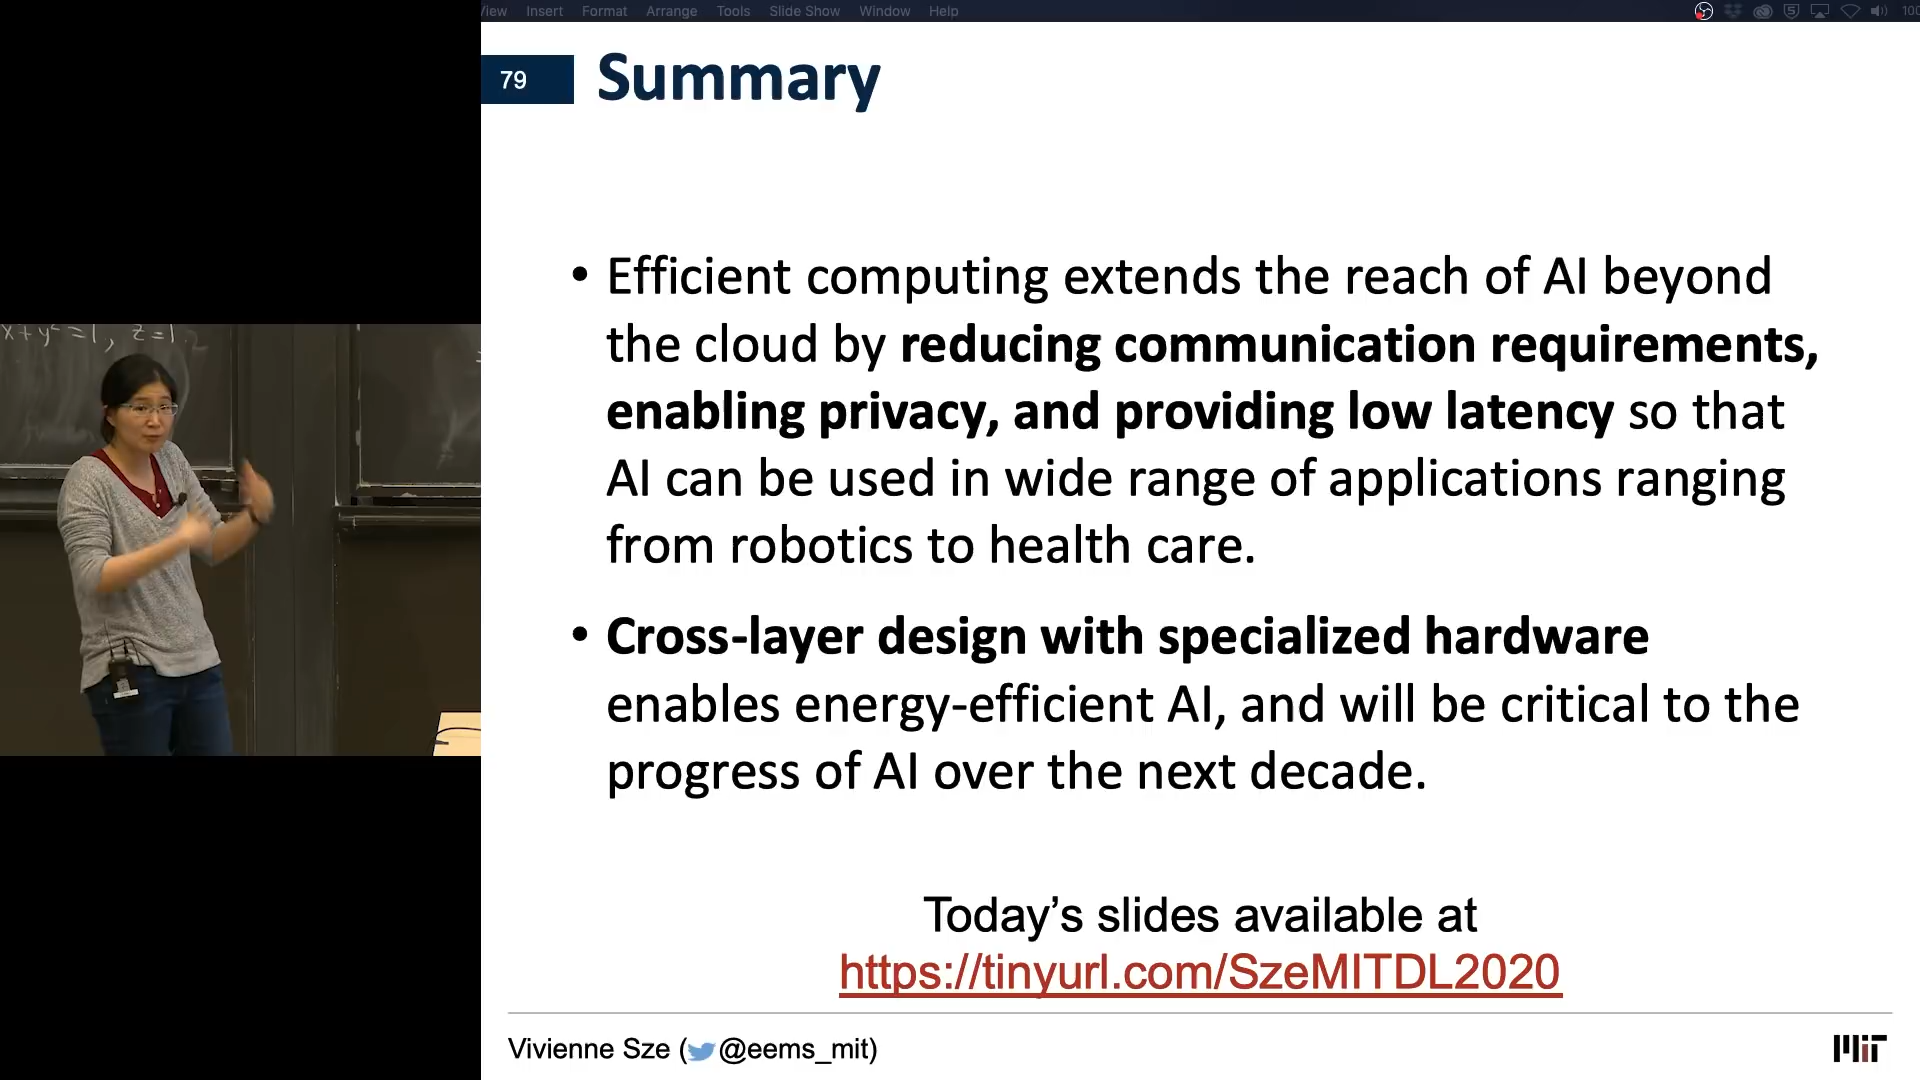 View Insert Format Arrange Tools Slide Show Window Help
79
Summary
• Efficient computing extends the reach of AI beyond
the cloud by reducing communication requirements,
enabling privacy, and providing low latency so that
AI can be used in wide range of applications ranging
from robotics to health care.
• Cross-layer design with specialized hardware
enables energy-efficient AI, and will be critical to the
progress of AI over the next decade.
Today’s slides available at
https://tinyurl.com/SzeMITDL2020
Vivienne Sze (@eems_mit)
MIT
x+y²=1, z=1